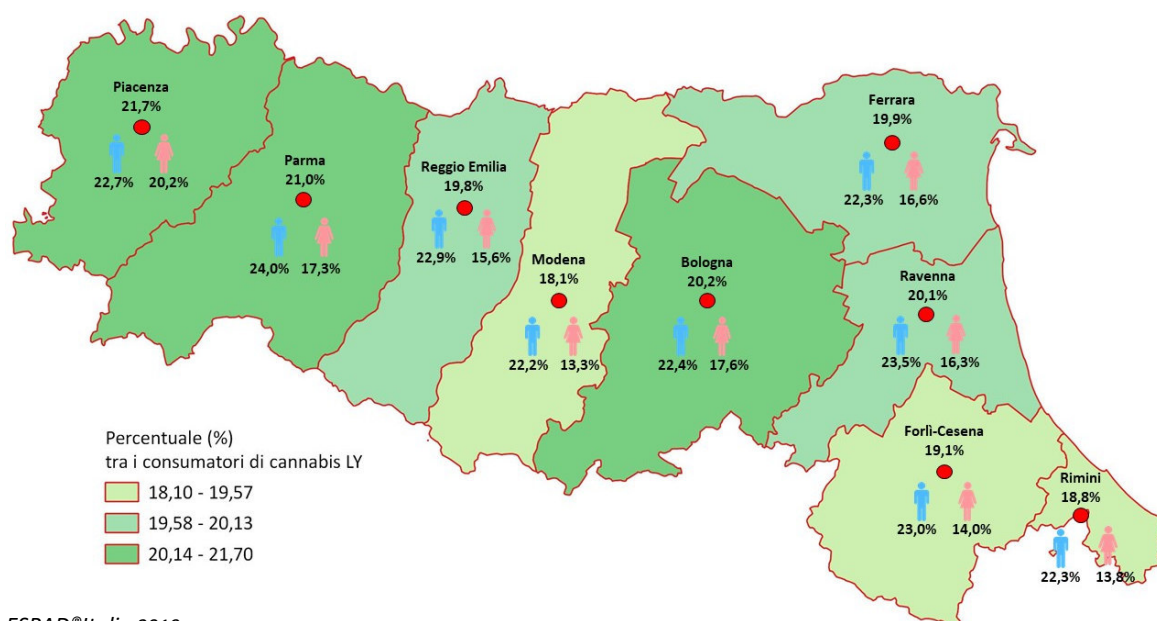 Piacenza
21,7%
22,7% 20,2%
Parma
21,0%
24,0% 17,3%
Reggio Emilia
19,8%
22,9% 15,6%
Modena
18,1%
22,2% 13,3%
Bologna
20,2%
22,4% 17,6%
Ferrara
19,9%
22,3% 16,6%
Ravenna
20,1%
23,5% 16,3%
Forlì-Cesena
19,1%
23,0% 14,0%
Rimini
18,8%
22,3% 13,8%
Percentuale (%)
tra i consumatori di cannabis LY
18,10 - 19,57
19,58 - 20,13
20,14 - 21,70